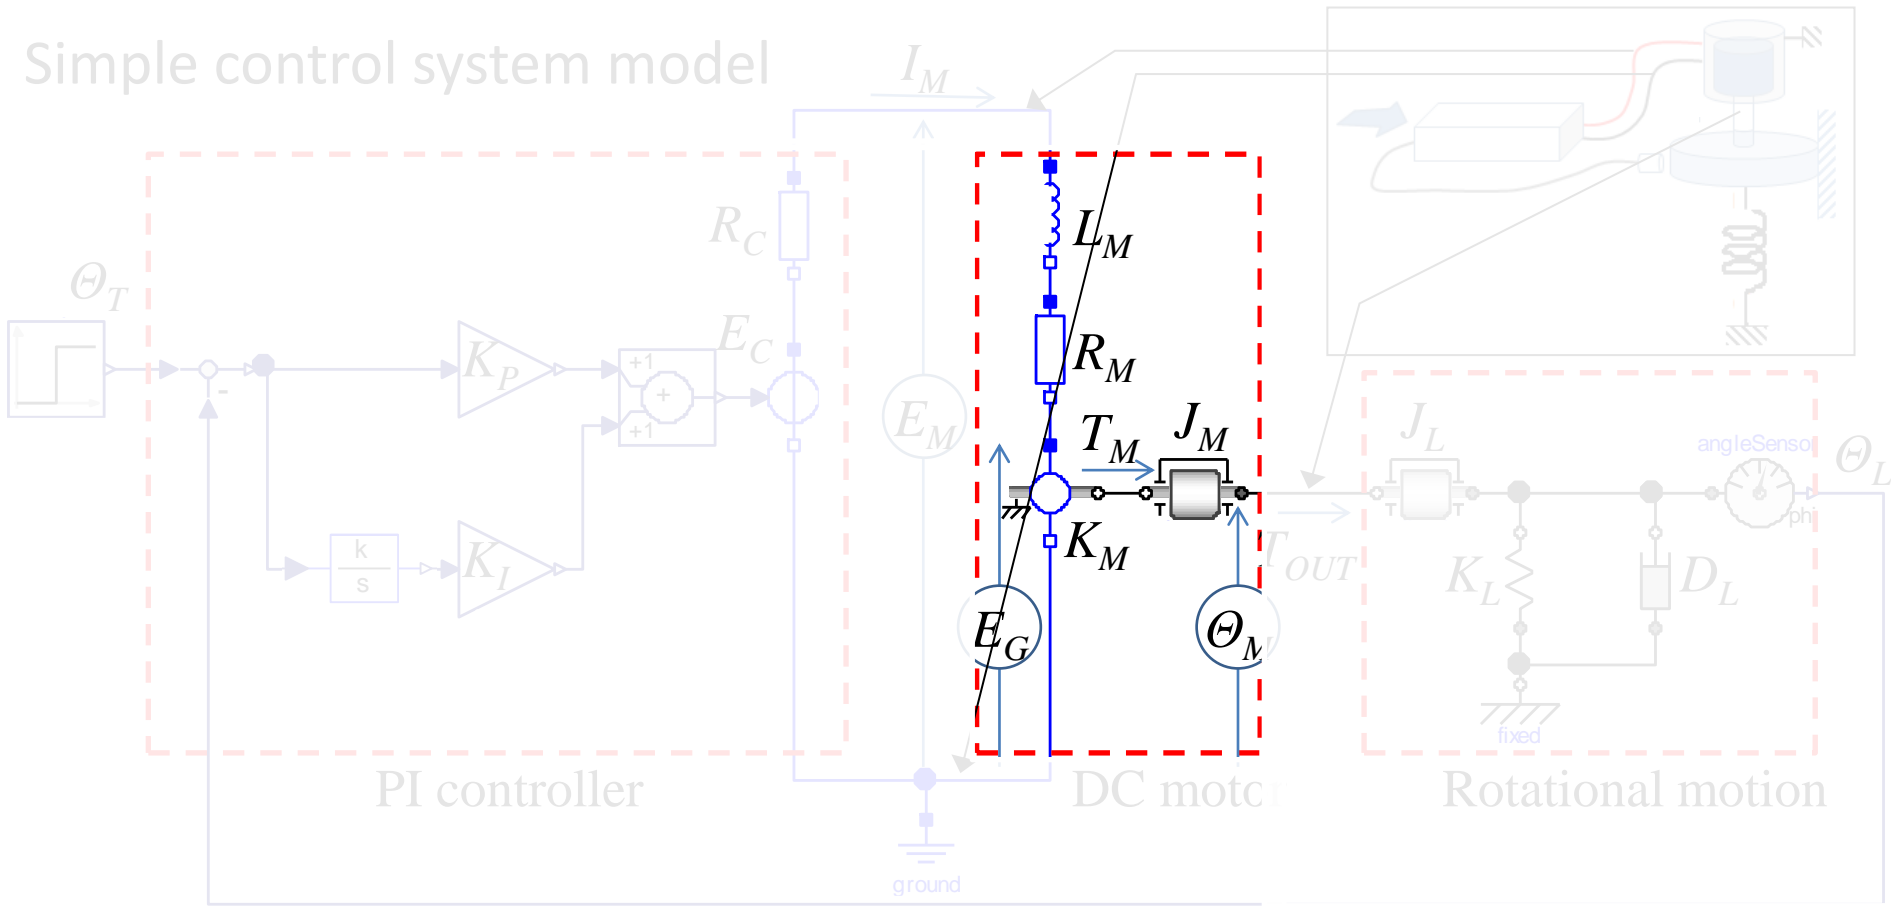 Simple control system model
I_M
Θ_T
R_C
E_C
K_P
+1
+
+1
-
k
s
K_I
E_M
L_M
R_M
T_M
J_M
K_M
E_G
Θ_M
T_OUT
J_L
angleSensor
phi
Θ_L
K_L
D_L
fixed
PI controller
DC motor
Rotational motion
ground